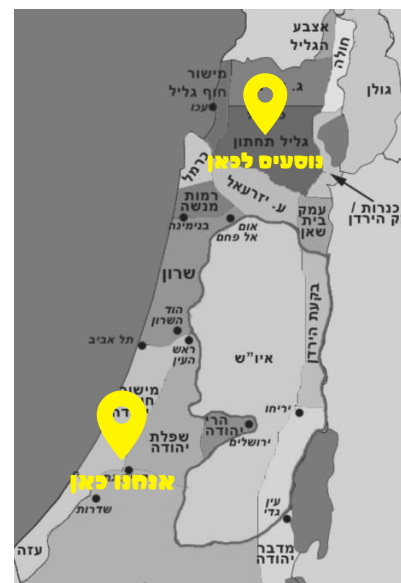 אצבע
הגליל
חולה
גולן
מישור
חוף גליל
ג.
עכו
גליל תחתון
נוסעים לכאן
כרמל
ע. יזרעאל
כנרות /
ק הירדן
רמות
מנשה
בנימינה
אום
אל פחם
עמק
בית
שאן
שרון
בקעת הירדן
הוד
השרון
תל אביב
ראש
העין
איו"ש
מישור
יריחו
הרי
יהודה
ירושלים
שפלת
יהודה
אנחנו כאן
שדרות
עין
גדי
עזה
מדבר
יהודה